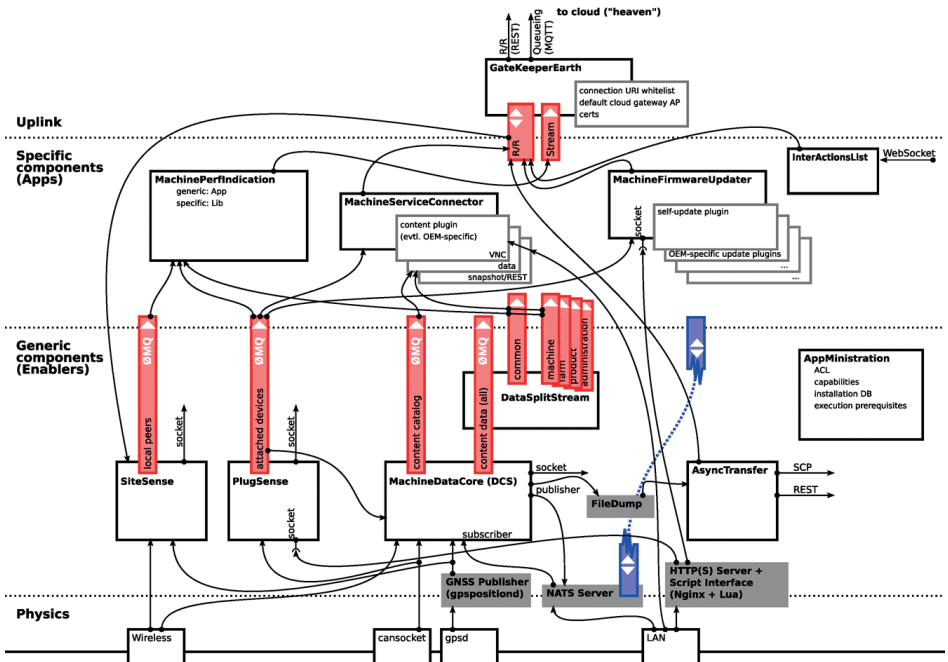 to cloud ("heaven")
R/R
(REST)
Queueing
(MQTT)
GateKeeperEarth
connection URI whitelist
default cloud gateway AP
certs
Uplink
R/R
Stream
Specific
components
(Apps)
MachinePerfIndication
generic: App
specific: Lib
MachineServiceConnector
content plugin
(evtl. OEM-specific)
VNC
data
snapshot/REST
MachineFirmwareUpdater
socket
self-update plugin
OEM-specific update plugins
...
...
InterActionsList
WebSocket
Generic
components
(Enablers)
ØMQ
local peers
ØMQ
attached devices
ØMQ
content catalog
ØMQ
content data (all)
common
machine
farm
product
administration
DataSplitStream
AppMinistration
ACL
capabilities
installation DB
execution prerequisites
socket
socket
SiteSense
PlugSense
socket
MachineDataCore (DCS)
subscriber
socket
publisher
FileDump
AsyncTransfer
SCP
REST
GNSS Publisher
(gpspositiond)
NATS Server
HTTP(S) Server +
Script Interface
(Nginx + Lua)
Physics
Wireless
cansocket
gpsd
LAN